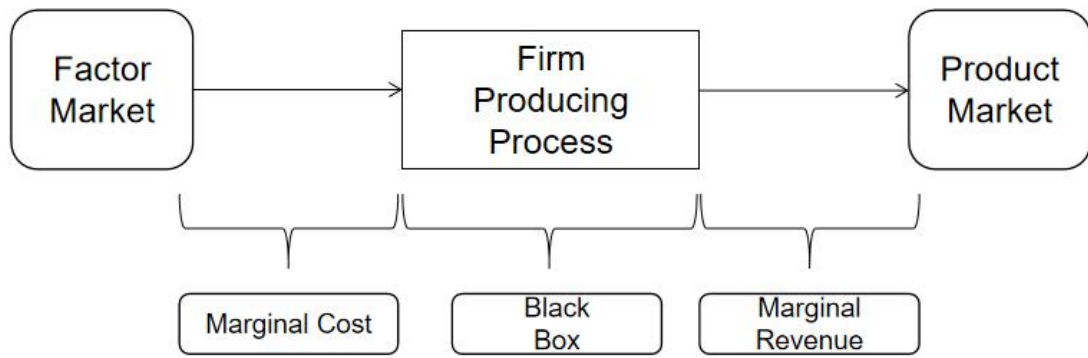 Factor
Market
Firm
Producing
Process
Product
Market
Marginal Cost
Black
Box
Marginal
Revenue